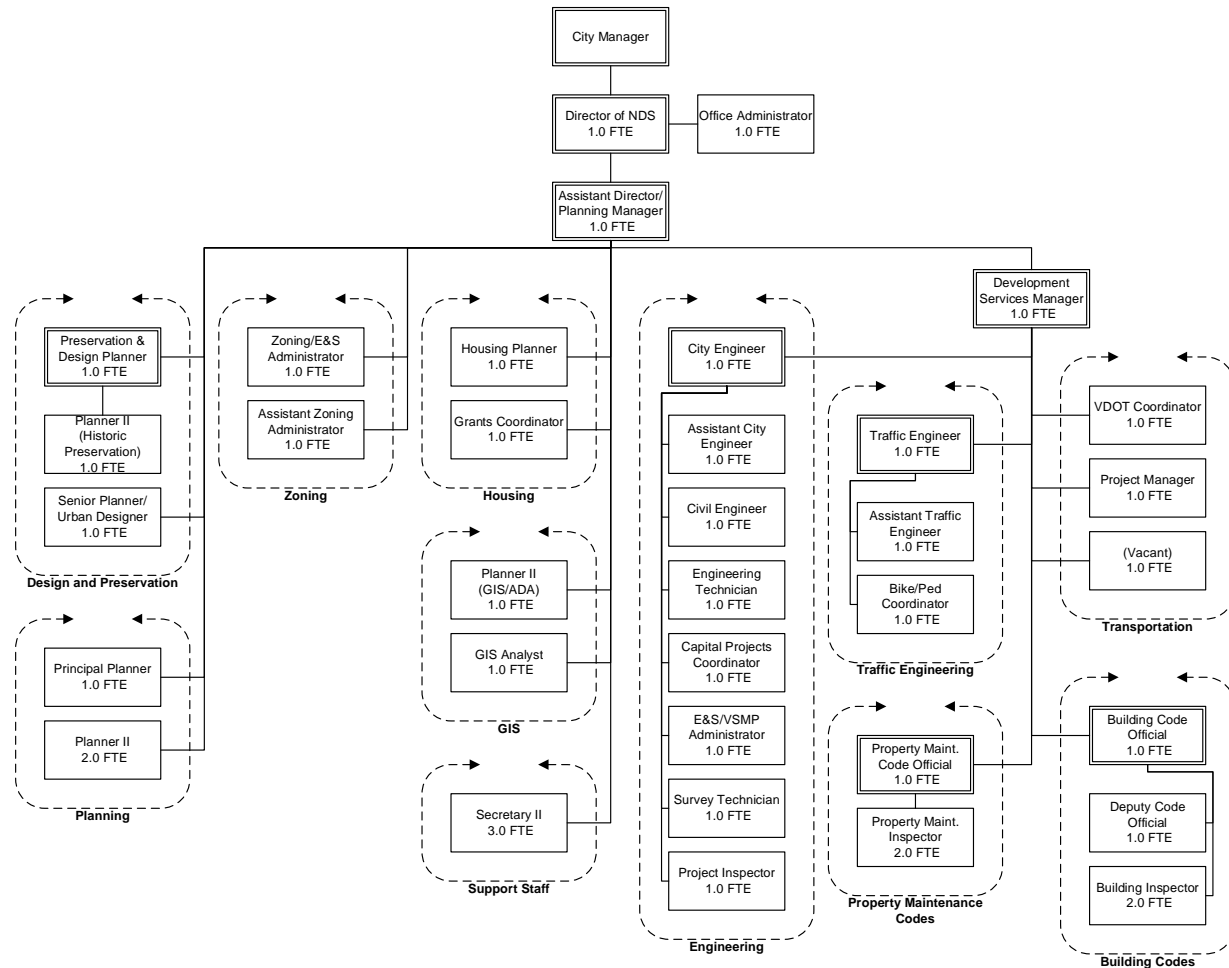 City Manager
Director of NDS
1.0 FTE
Office Administrator
1.0 FTE
Assistant Director/
Planning Manager
1.0 FTE
Development
Services Manager
1.0 FTE
Preservation &
Design Planner
1.0 FTE
Planner II
(Historic
Preservation)
1.0 FTE
Senior Planner/
Urban Designer
1.0 FTE
Design and Preservation
Principal Planner
1.0 FTE
Planner II
2.0 FTE
Planning
Zoning/E&S
Administrator
1.0 FTE
Assistant Zoning
Administrator
1.0 FTE
Zoning
Housing Planner
1.0 FTE
Grants Coordinator
1.0 FTE
Housing
Planner II
(GIS/ADA)
1.0 FTE
GIS Analyst
1.0 FTE
GIS
Secretary II
3.0 FTE
Support Staff
City Engineer
1.0 FTE
Assistant City
Engineer
1.0 FTE
Civil Engineer
1.0 FTE
Engineering
Technician
1.0 FTE
Capital Projects
Coordinator
1.0 FTE
E&S/VSMP
Administrator
1.0 FTE
Survey Technician
1.0 FTE
Project Inspector
1.0 FTE
Engineering
Traffic Engineer
1.0 FTE
Assistant Traffic
Engineer
1.0 FTE
Bike/Ped
Coordinator
1.0 FTE
Traffic Engineering
Property Maint.
Code Official
1.0 FTE
Property Maint.
Inspector
2.0 FTE
Property Maintenance
Codes
VDOT Coordinator
1.0 FTE
Project Manager
1.0 FTE
(Vacant)
1.0 FTE
Transportation
Building Code
Official
1.0 FTE
Deputy Code
Official
1.0 FTE
Building Inspector
2.0 FTE
Building Codes